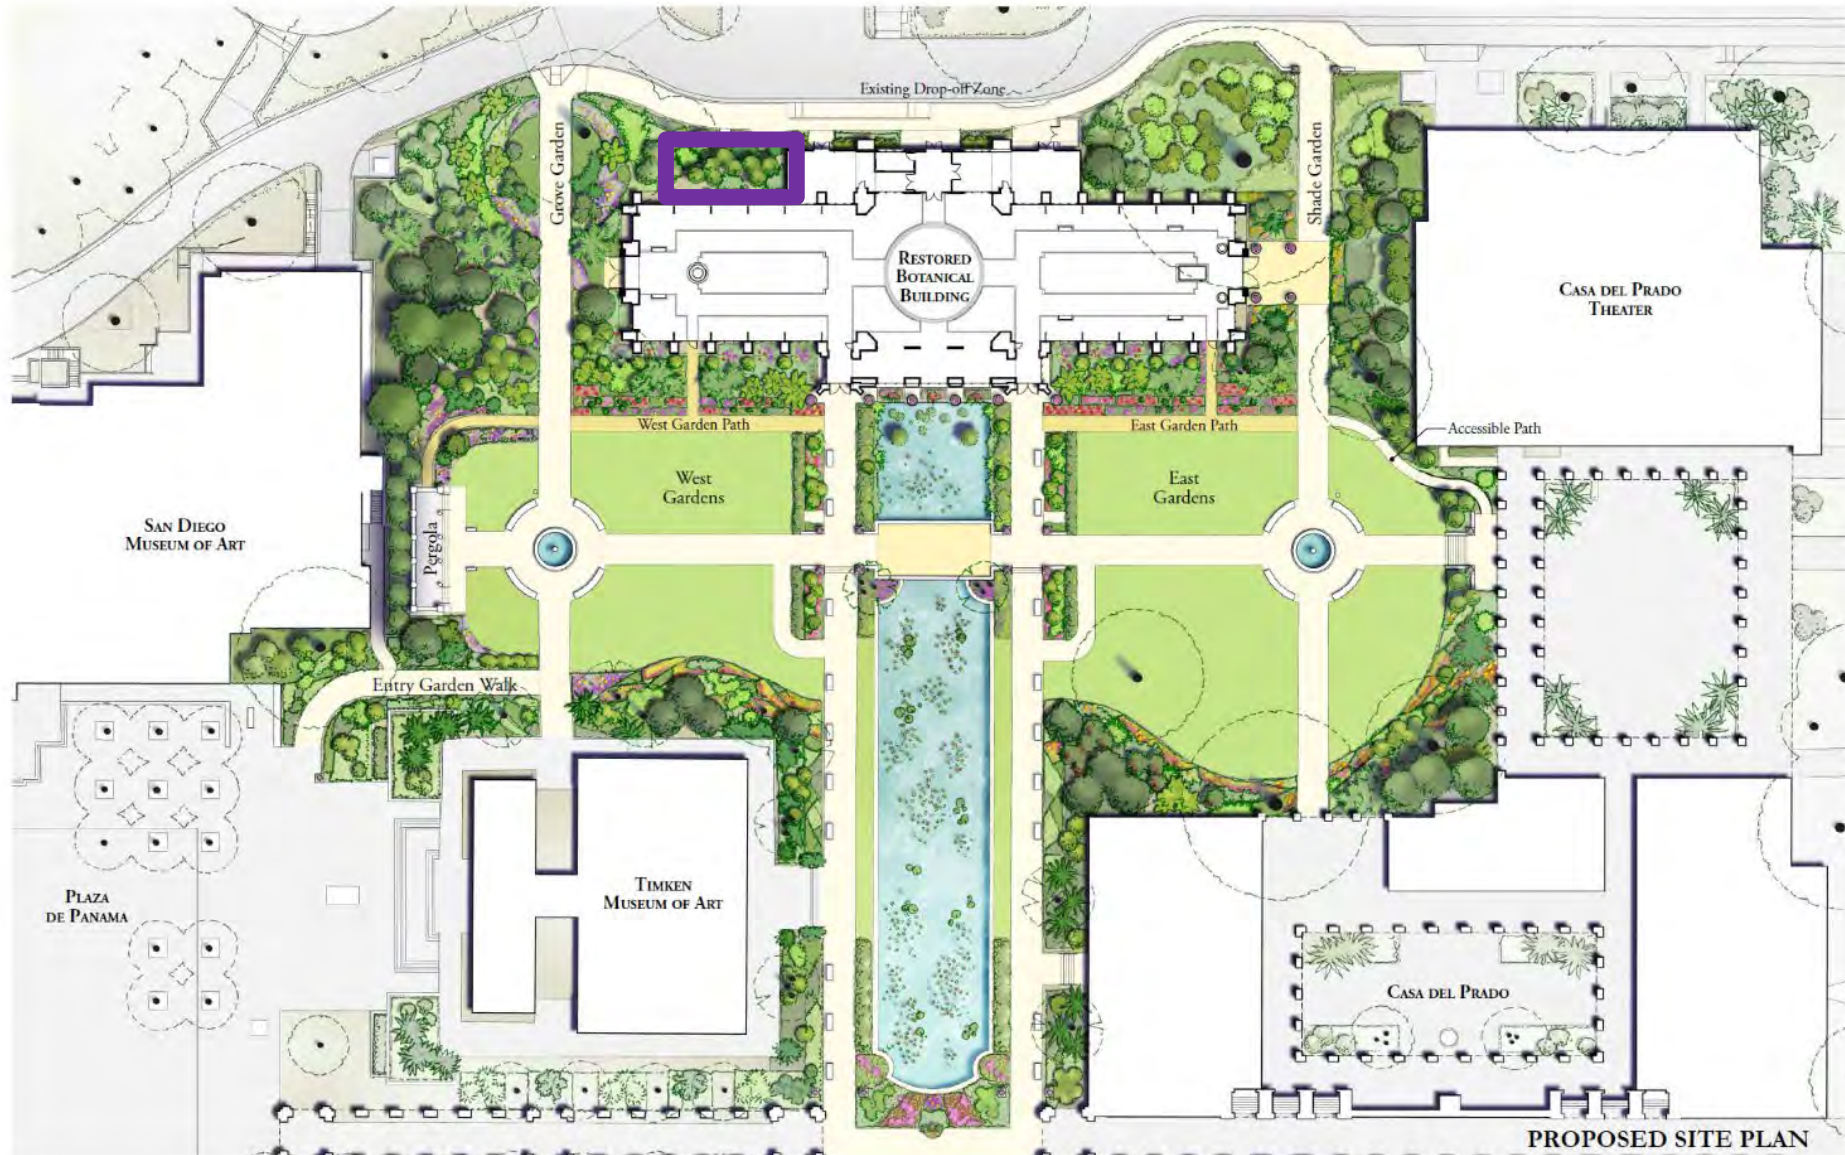 Existing Drop-off Zone
Grove Garden
Shade Garden
RESTORED
BOTANICAL
BUILDING
CASA DEL PRADO
THEATER
West Garden Path
East Garden Path
Accessible Path
West
Gardens
East
Gardens
SAN DIEGO
MUSEUM OF ART
Pergola
Entry Garden Walk
PLAZA
DE PANAMA
TIMKEN
MUSEUM OF ART
CASA DEL PRADO
PROPOSED SITE PLAN